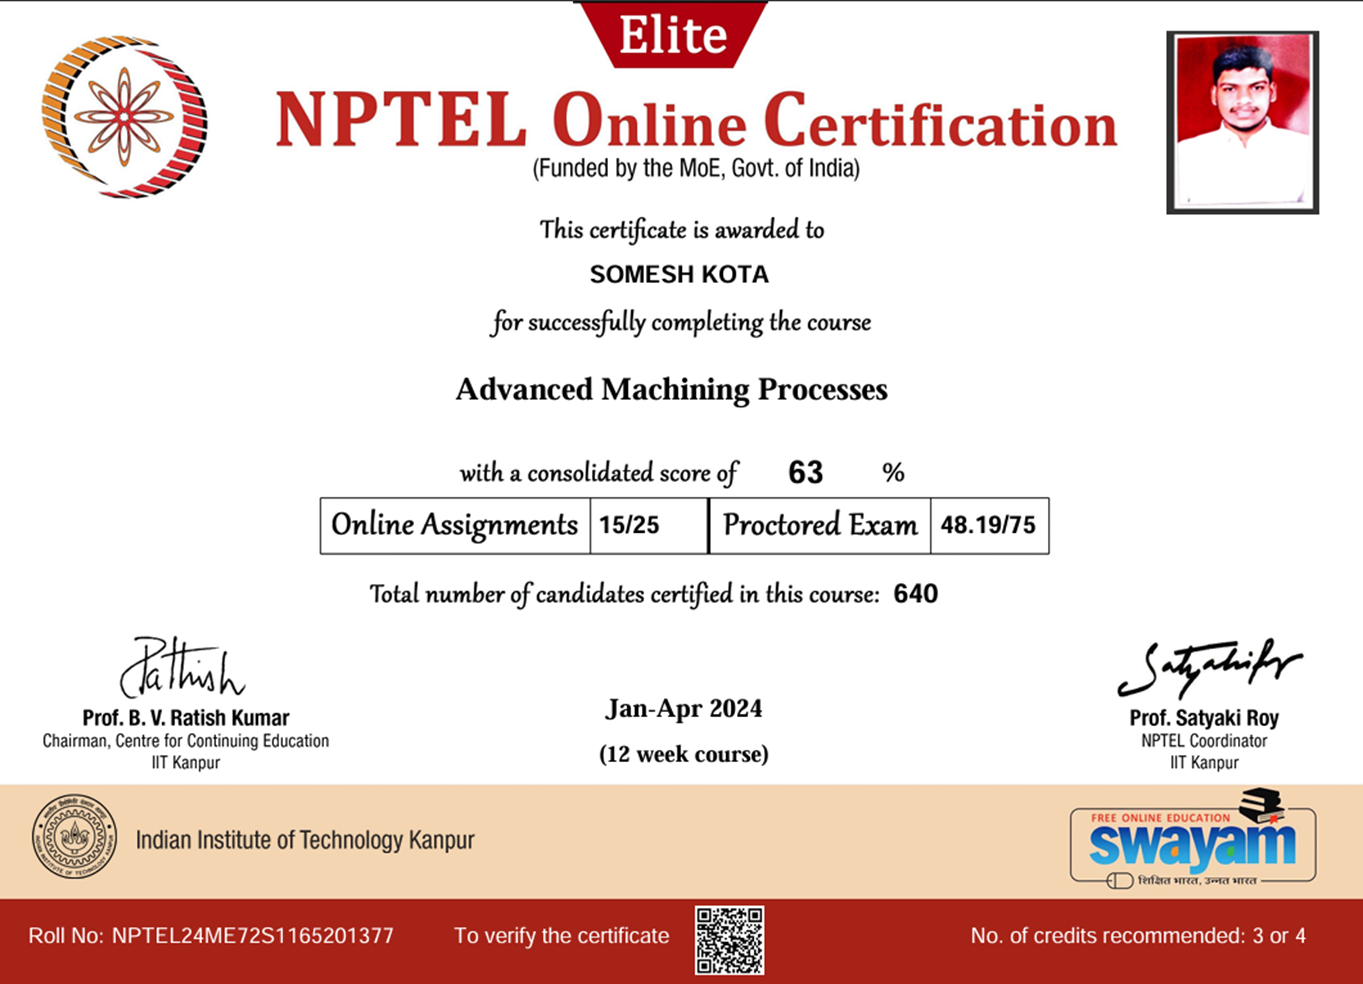 Elite
NPTEL Online Certification
(Funded by the MoE, Govt. of India)
This certificate is awarded to
SOMESH KOTA
for successfully completing the course
Advanced Machining Processes
with a consolidated score of 63 %
Online Assignments 15/25 Proctored Exam 48.19/75
Total number of candidates certified in this course: 640
Prof. B. V. Ratish Kumar
Chairman, Centre for Continuing Education
IIT Kanpur
Jan-Apr 2024
(12 week course)
Prof. Satyaki Roy
NPTEL Coordinator
IIT Kanpur
Indian Institute of Technology Kanpur
FREE ONLINE EDUCATION
swayam
शिक्षित भारत, उन्नत भारत
Roll No: NPTEL24ME72S1165201377
To verify the certificate
No. of credits recommended: 3 or 4